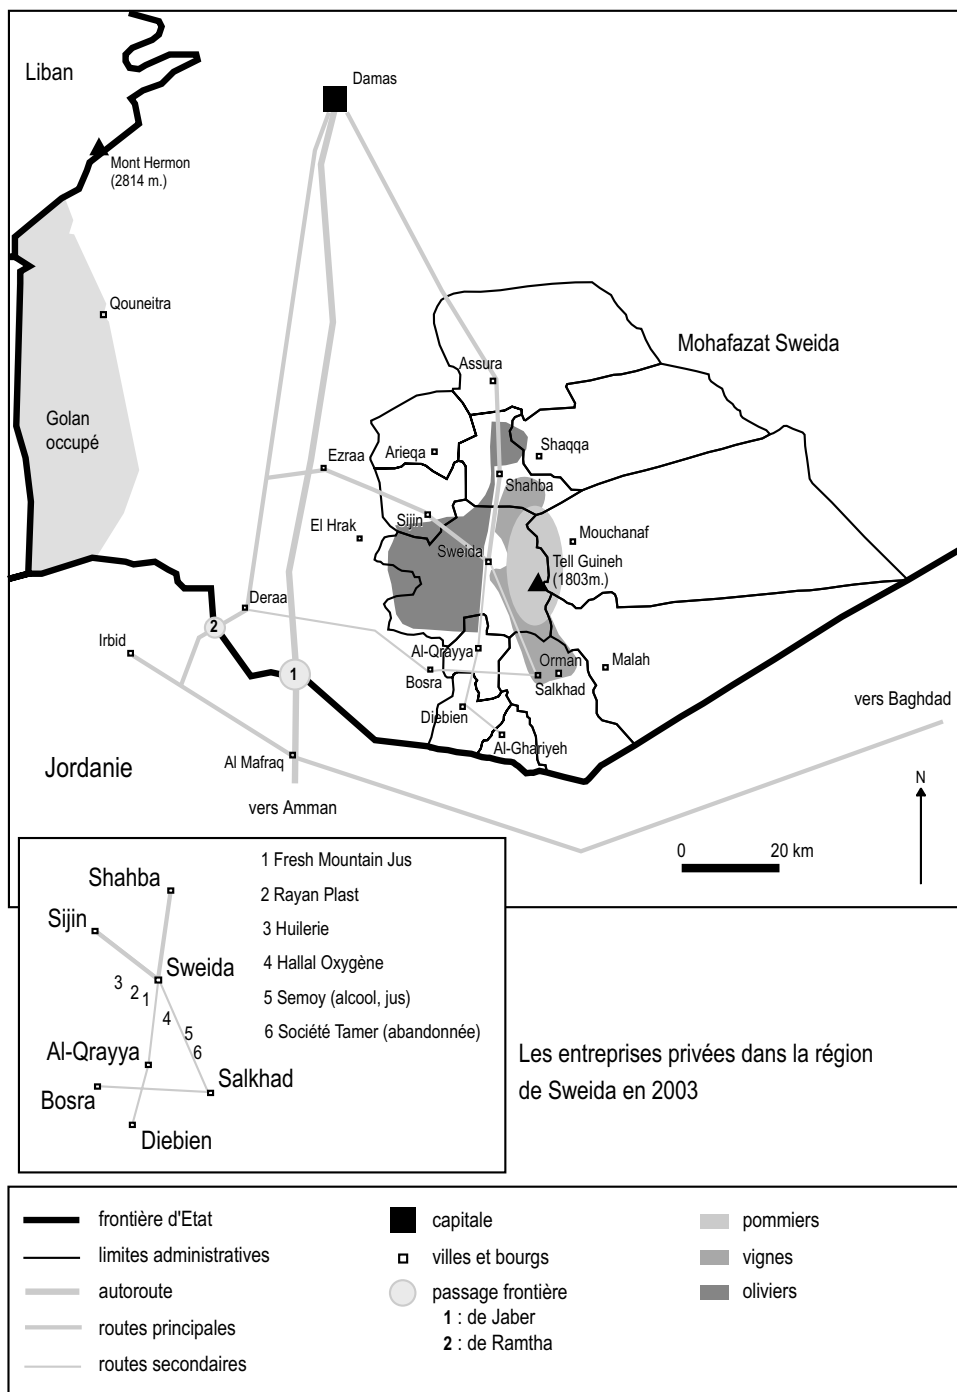 Liban
Damas
Mont Hermon
(2814 m.)
Qouneitra
Mohafazat Sweida
Assura
Golan
occupé
Ezraa
Arieqa
Shaqqa
Shahba
El Hrak
Sijin
Mouchanaf
Sweida
Tell Guineh
(1803m.)
Deraa
2
Irbid
Al-Qrayya
Orman
Malah
1
Bosra
Salkhad
vers Baghdad
Diebien
Al-Ghariyeh
Al Mafraq
Jordanie
vers Amman
N
0 20 km
Shahba
Sijin
Sweida
3
2
1
4
5
6
Al-Qrayya
Salkhad
Bosra
Diebien
1 Fresh Mountain Jus
2 Rayan Plast
3 Huilerie
4 Hallal Oxygène
5 Semoy (alcool, jus)
6 Société Tamer (abandonnée)
Les entreprises privées dans la région
de Sweida en 2003
frontière d'Etat
limites administratives
autoroute
routes principales
routes secondaires
capitale
villes et bourgs
passage frontière
1 : de Jaber
2 : de Ramtha
pommiers
vignes
oliviers